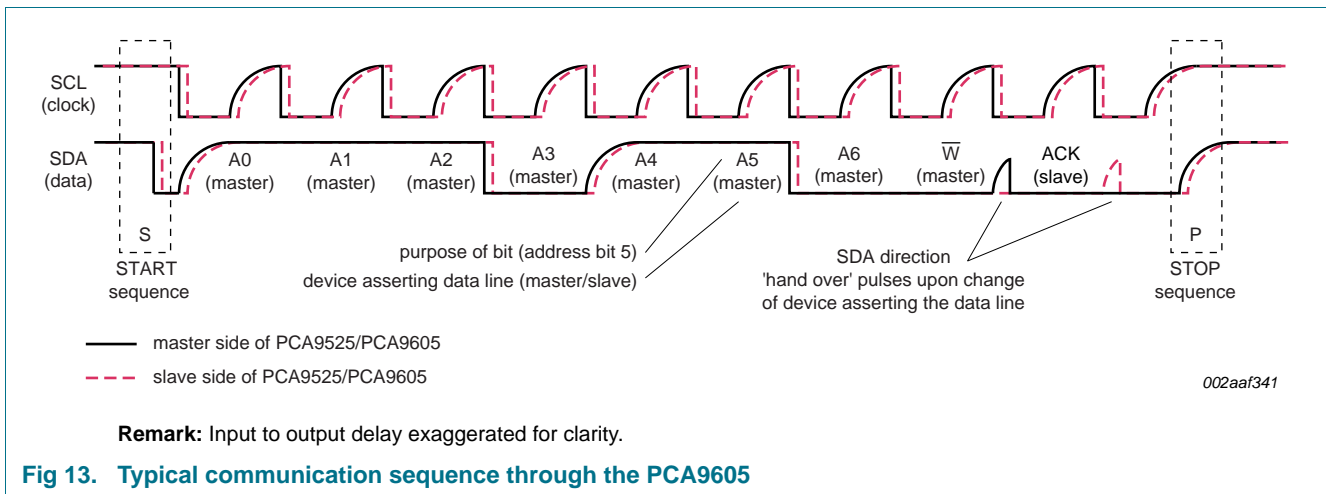 SCL
(clock)
SDA
(data)
A0
(master)
A1
(master)
A2
(master)
A3
(master)
A4
(master)
A5
(master)
A6
(master)
W̅
(master)
ACK
(slave)
S
START
sequence
purpose of bit (address bit 5)
device asserting data line (master/slave)
SDA direction
'hand over' pulses upon change
of device asserting the data line
P
STOP
sequence
master side of PCA9525/PCA9605
slave side of PCA9525/PCA9605
002aaf341
Remark: Input to output delay exaggerated for clarity.
Fig 13. Typical communication sequence through the PCA9605